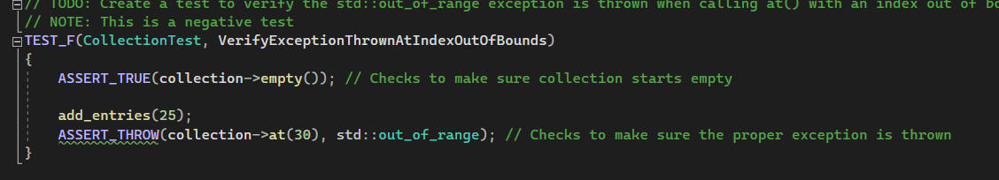 // TODO: Create a test to verify the std::out_of_range exception is thrown when calling at() with an index out of bo
// NOTE: This is a negative test
TEST_F(CollectionTest, VerifyExceptionThrownAtIndexOutOfBounds)
{
    ASSERT_TRUE(collection->empty()); // Checks to make sure collection starts empty
    add_entries(25);
    ASSERT_THROW(collection->at(30), std::out_of_range); // Checks to make sure the proper exception is thrown
}